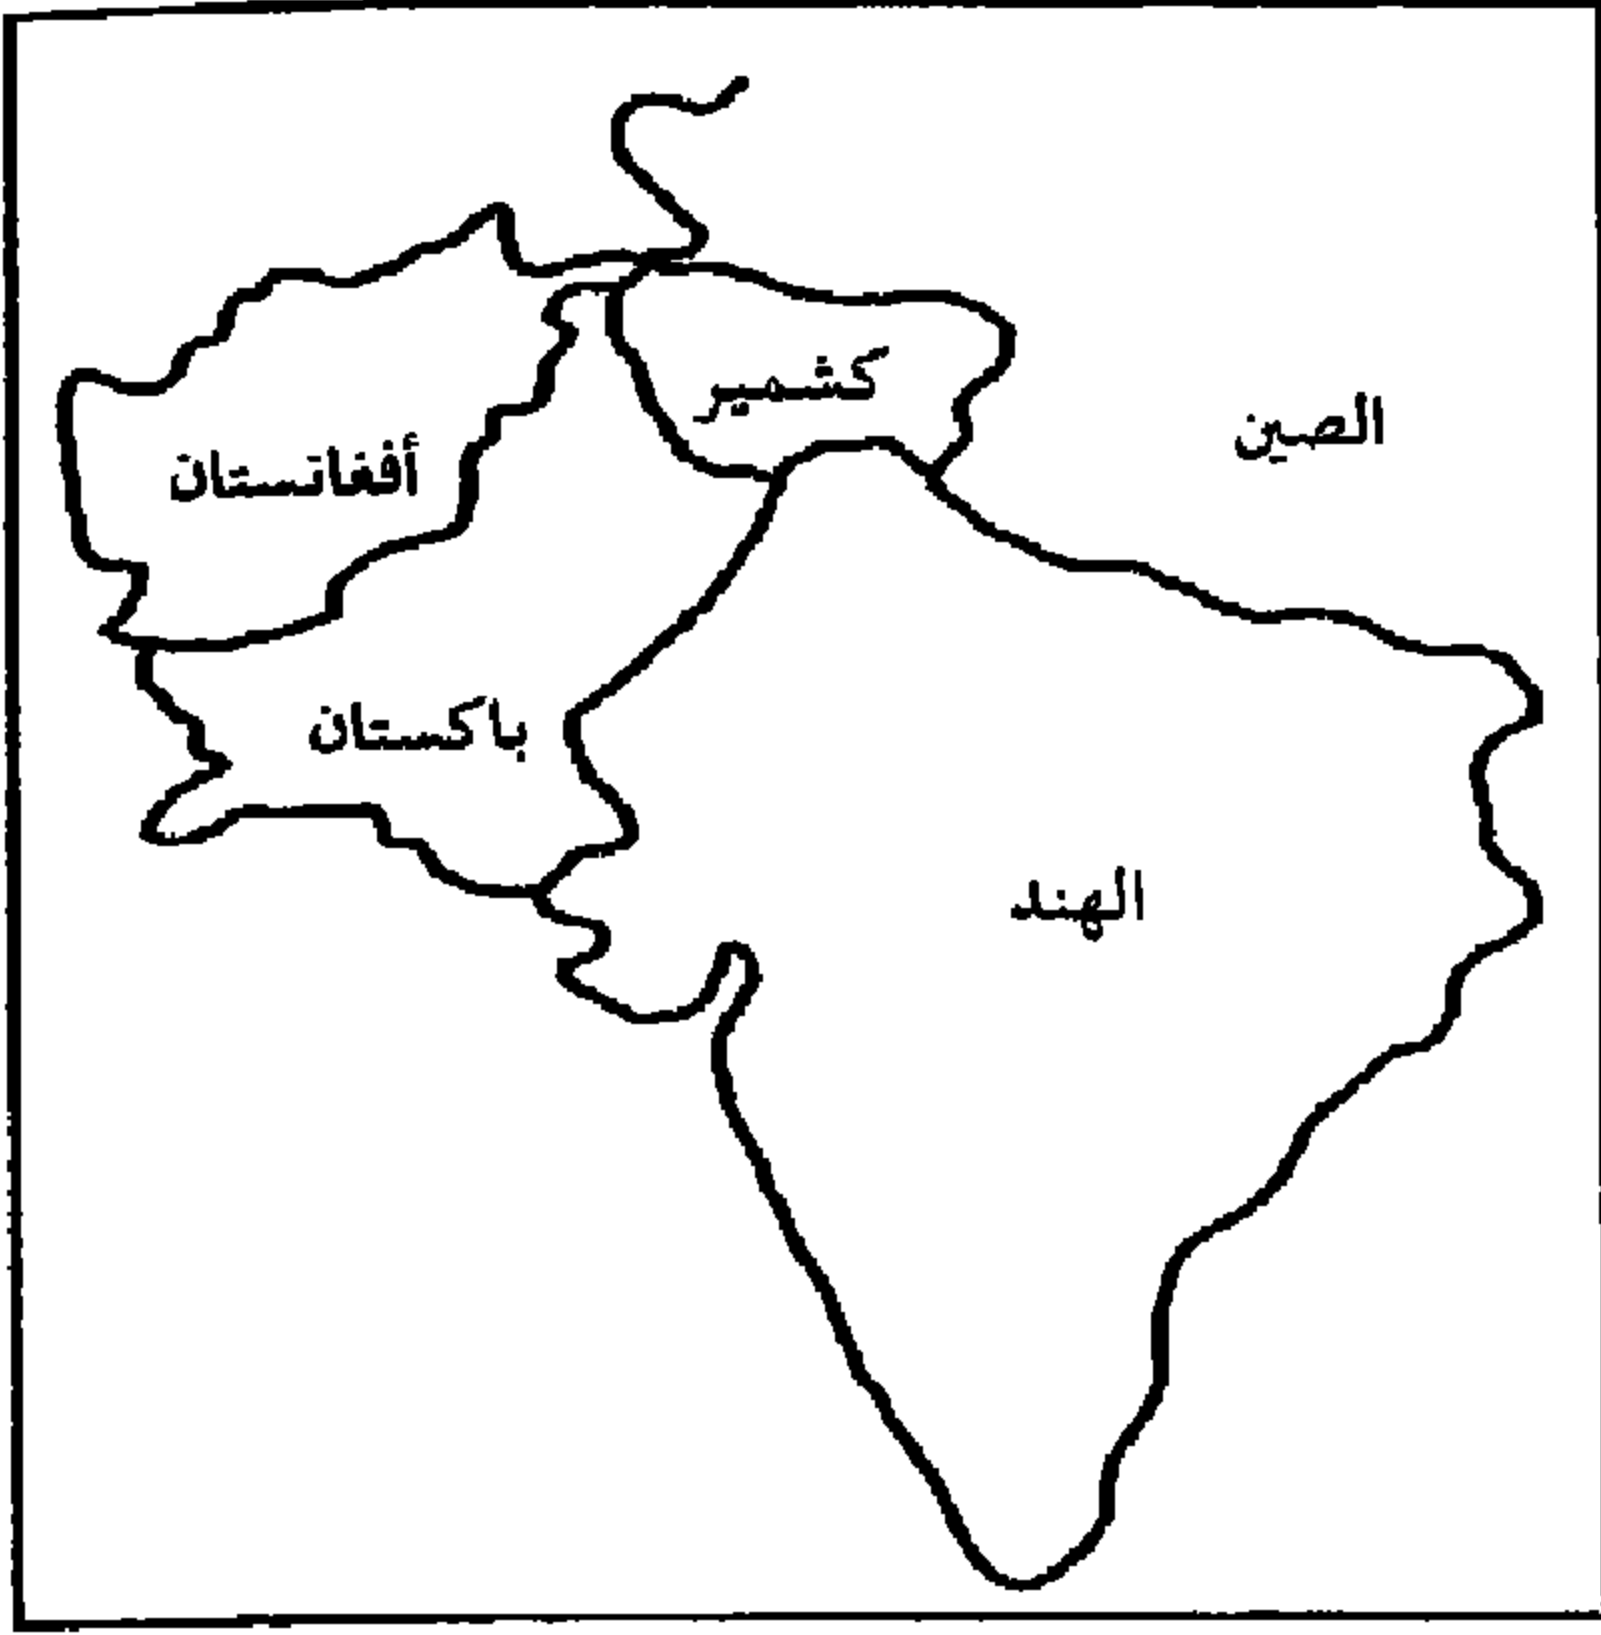 كشمير
الصين
أفغانستان
باكستان
الهند